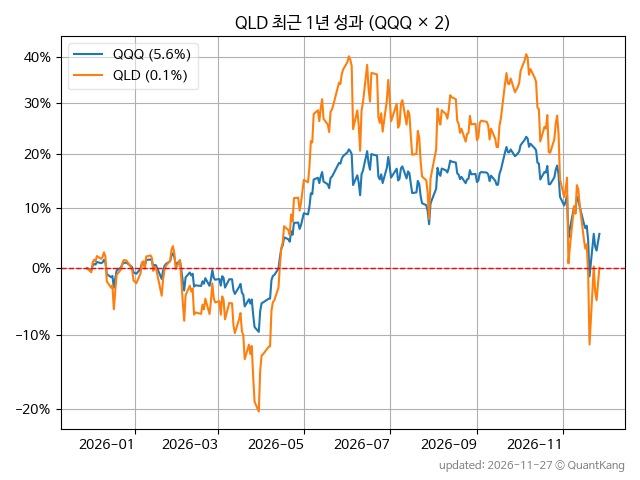 QLD 최근 1년 성과 (QQQ × 2)
QQQ (5.6%)
QLD (0.1%)
40%
30%
20%
10%
0%
−10%
−20%
2026-01 2026-03 2026-05 2026-07 2026-09 2026-11
updated: 2026-11-27 © QuantKang